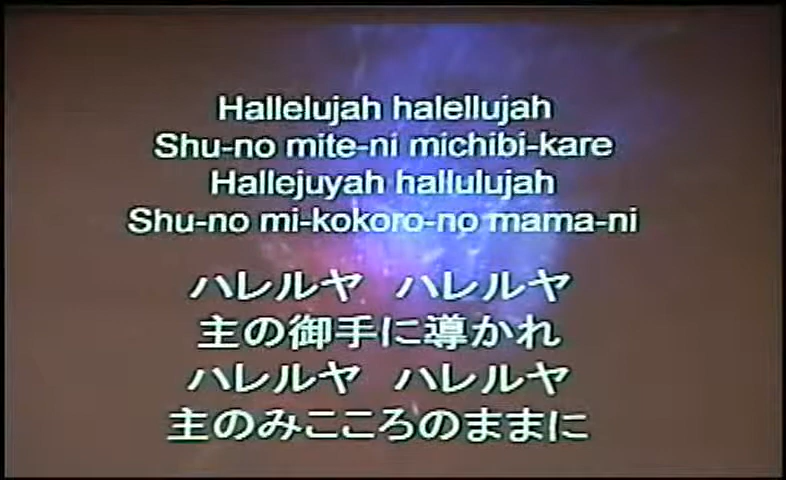 Hallelujah halellujah
Shu-no mite-ni michibi-kare
Hallejuyah hallulujah
Shu-no mi-kokoro-no mama-ni
ハレルヤ　ハレルヤ
主の御手に導かれ
ハレルヤ　ハレルヤ
主のみこころのままに